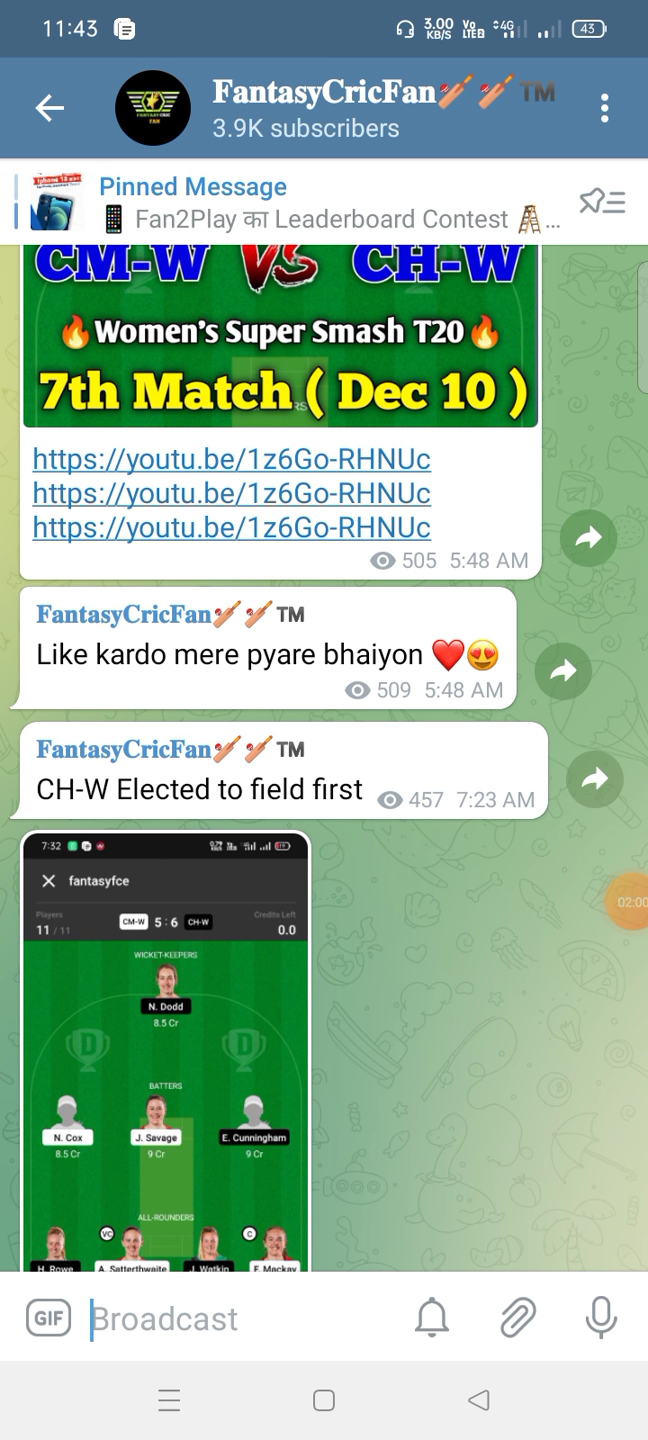 11:43
3.00 KB/S
Vo LTE2
4G
43
FantasyCricFan🏏🏏™
3.9K subscribers
Pinned Message
📱 Fan2Play का Leaderboard Contest 🪜...
CM-W VS CH-W
🔥Women's Super Smash T20🔥
7th Match ( Dec 10 )
https://youtu.be/1z6Go-RHNUc
https://youtu.be/1z6Go-RHNUc
https://youtu.be/1z6Go-RHNUc
505 5:48 AM
FantasyCricFan🏏🏏™
Like kardo mere pyare bhaiyon ❤️😍
509 5:48 AM
FantasyCricFan🏏🏏™
CH-W Elected to field first
457 7:23 AM
7:32
fantasyfce
Players
Credits Left
11 / 11
CM-W 5 : 6 CH-W
0.0
WICKET-KEEPERS
N. Dodd
8.5 Cr
BATTERS
N. Cox
J. Savage
E. Cunningham
8.5 Cr
9 Cr
9 Cr
02:00
ALL-ROUNDERS
VC
C
H. Rowe
A. Satterthwaite
J. Watkin
F. Mackay
GIF
Broadcast